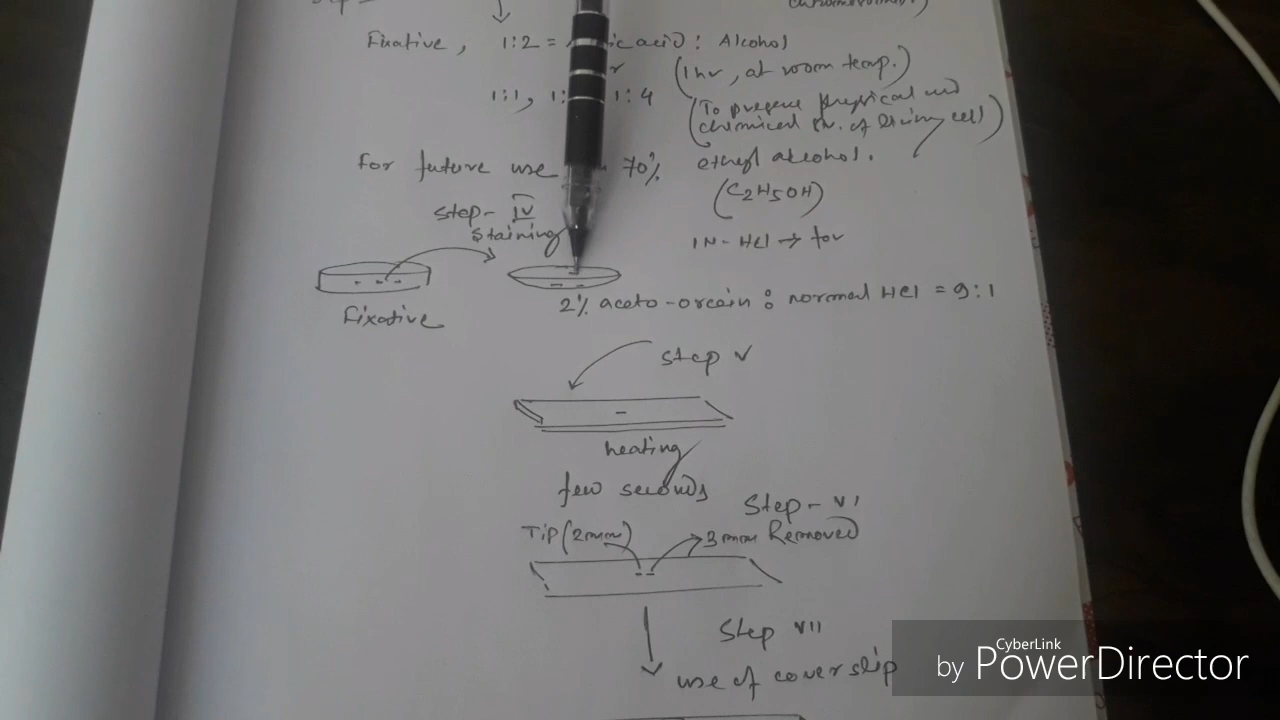 Fixative, 1:2 = acid : Alcohol
(1 hr, at room temp.)
1:1, 1: 1:4
(To preserve physical and
chemical of living cell)
For future use 70% ethyl alcohol.
(C2H5OH)
Step - IV
Staining
1N - HCl → for
Fixative
2% aceto-orcein : normal HCl = 9:1
Step V
heating
few seconds
Step - VI
Tip (2mm) 3mm Removed
Step VII
use of cover slip
CyberLink
by PowerDirector